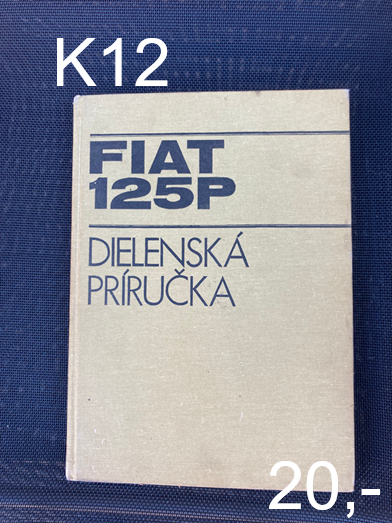 K12
FIAT
125P
DIELENSKÁ
PRÍRUČKA
20,-